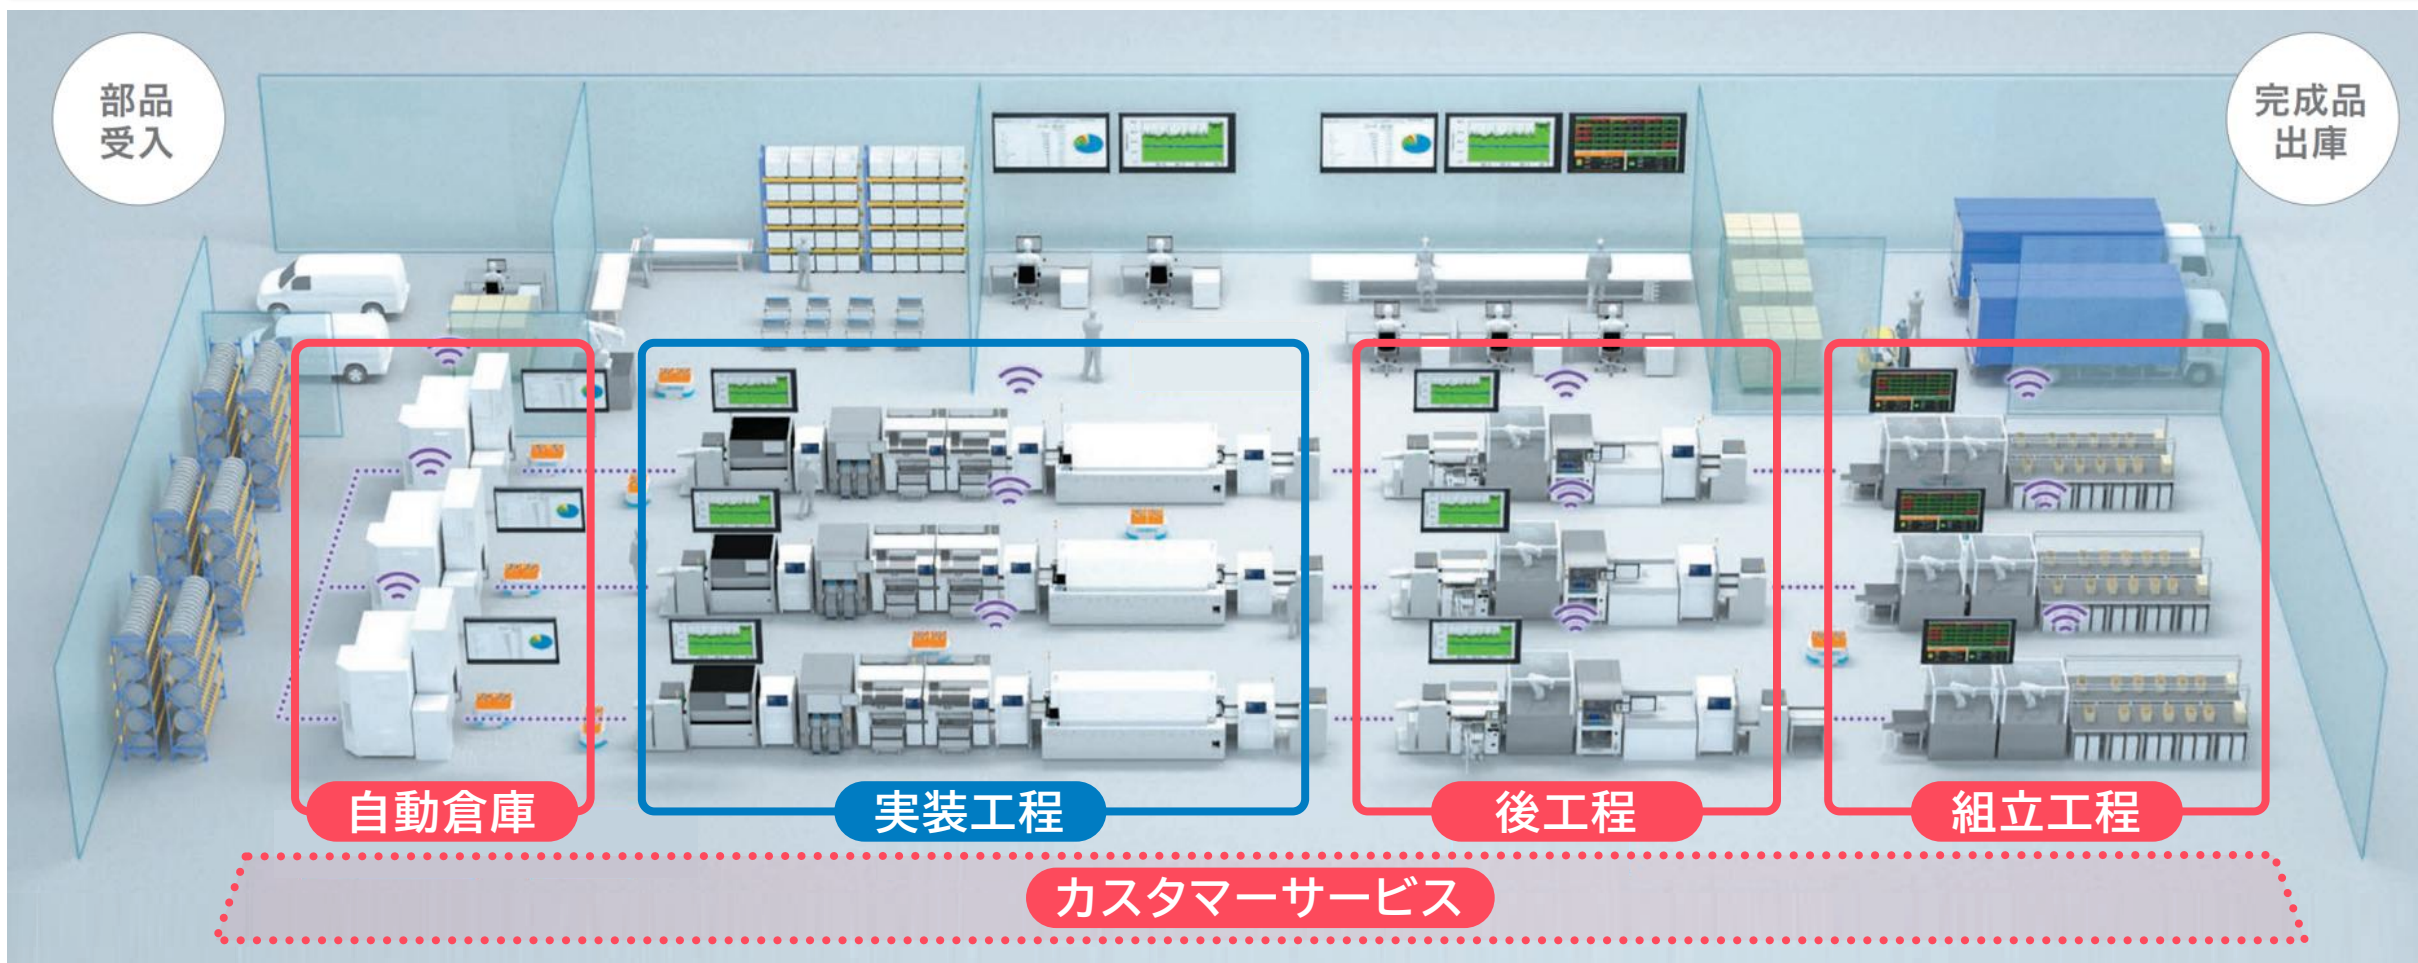 部品
受入
完成品
出庫
自動倉庫
実装工程
後工程
組立工程
カスタマーサービス